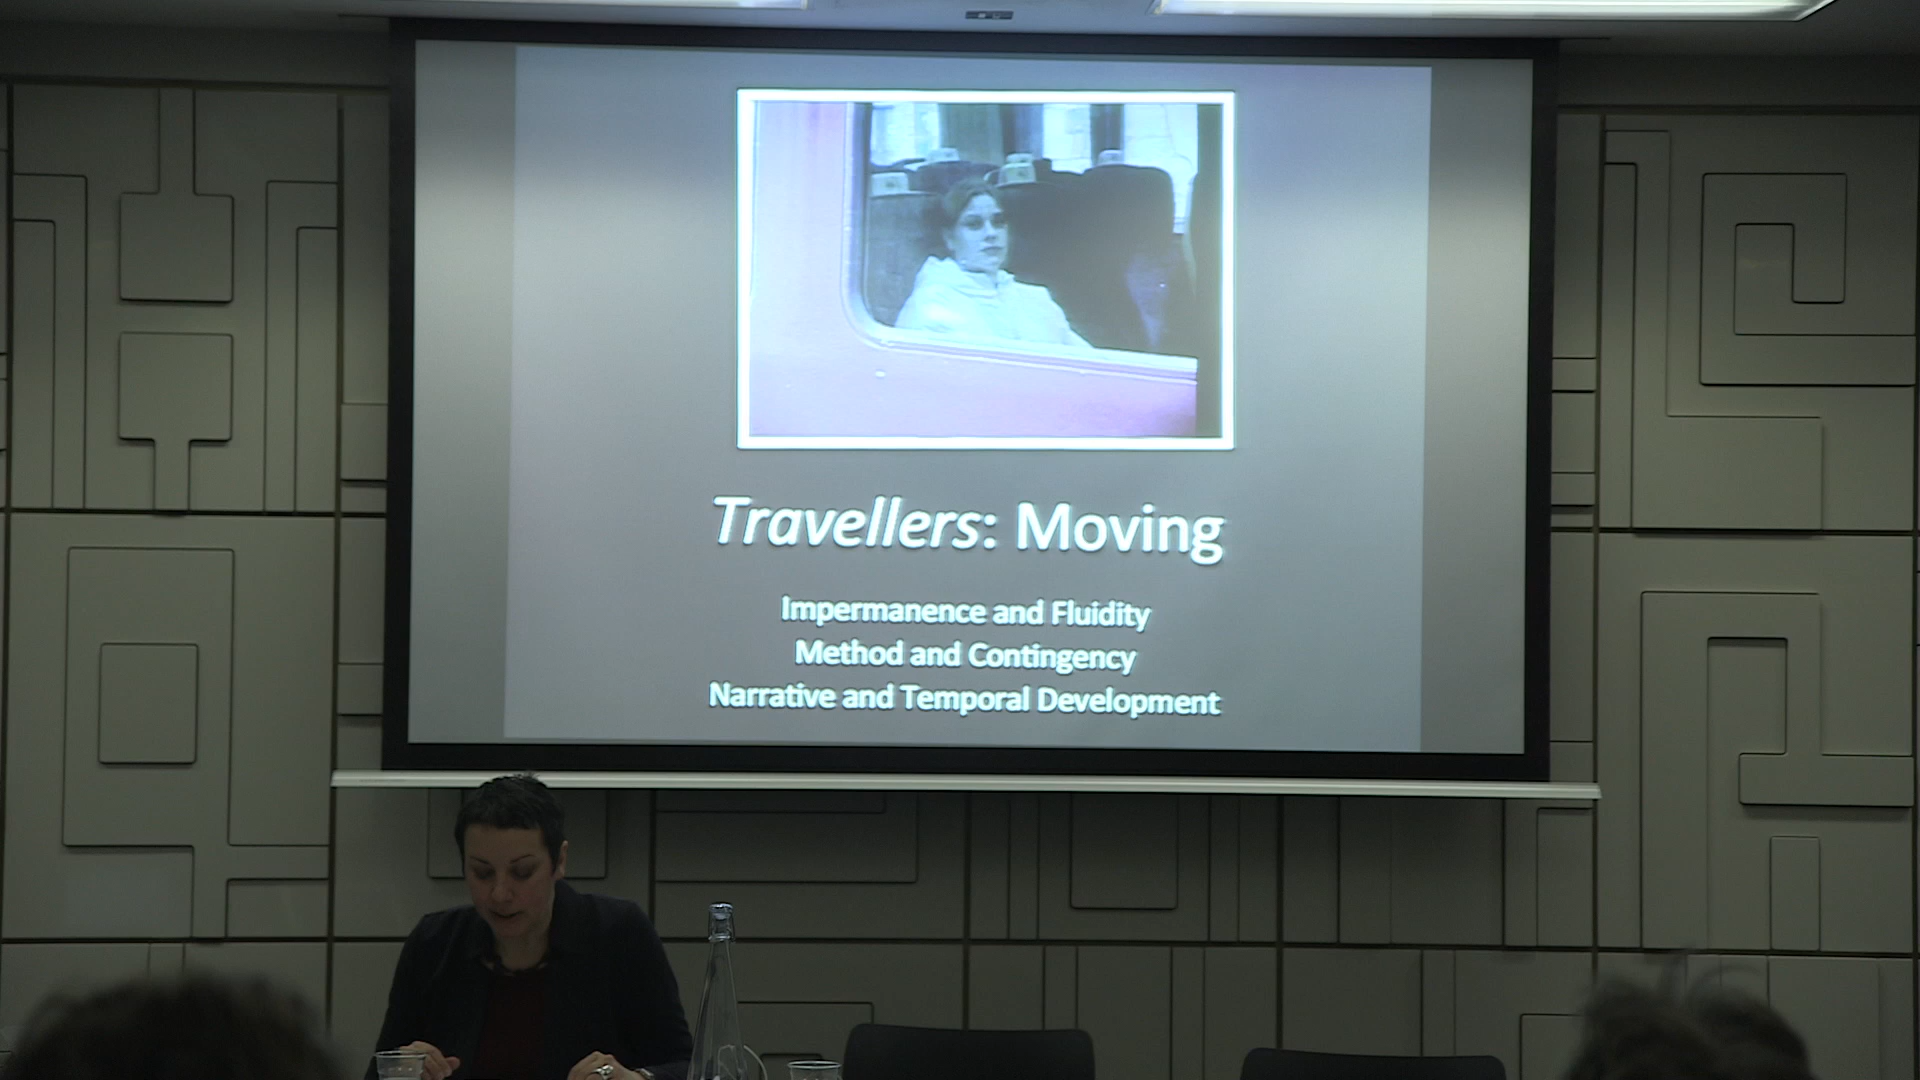 Travellers: Moving
Impermanence and Fluidity
Method and Contingency
Narrative and Temporal Development